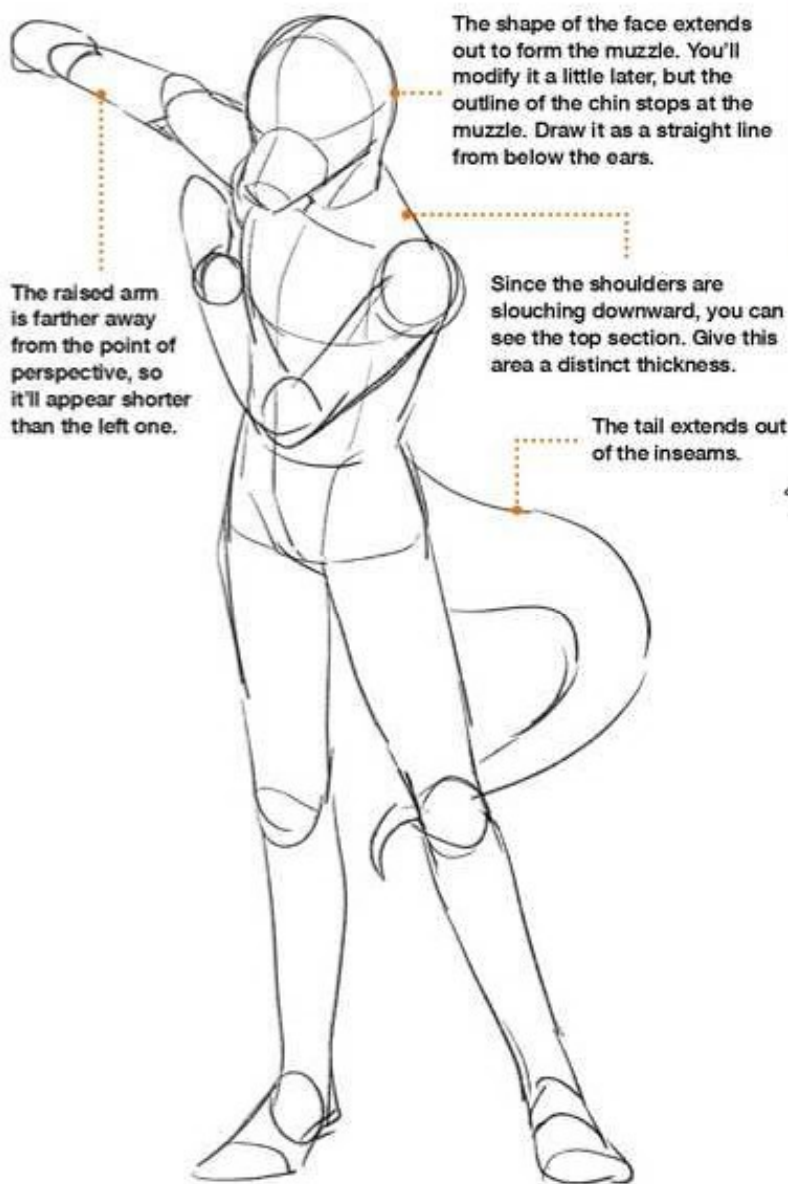 The shape of the face extends
out to form the muzzle. You'll
modify it a little later, but the
outline of the chin stops at the
muzzle. Draw it as a straight line
from below the ears.
The raised arm
is farther away
from the point of
perspective, so
it'll appear shorter
than the left one.
Since the shoulders are
slouching downward, you can
see the top section. Give this
area a distinct thickness.
The tail extends out
of the inseams.